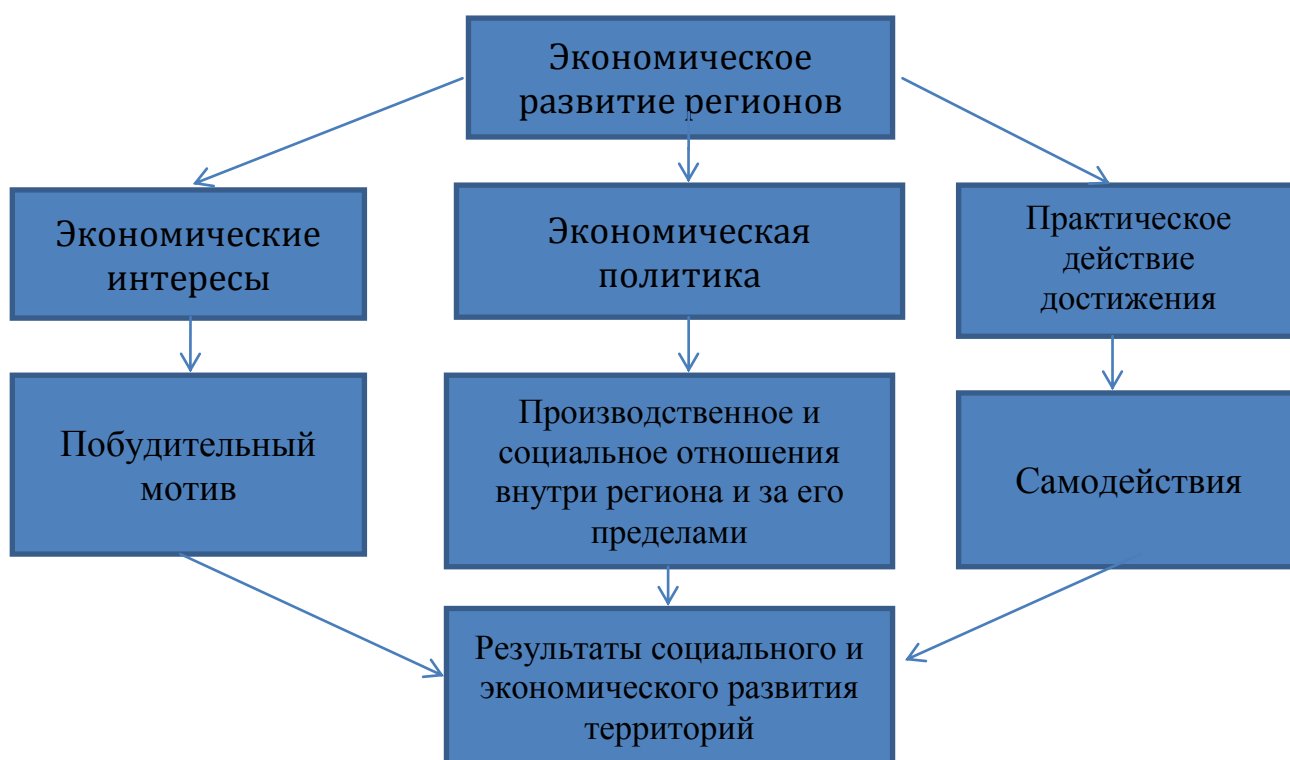 Экономическое
развитие регионов
Экономические
интересы
Экономическая
политика
Практическое
действие
достижения
Побудительный
мотив
Производственное и
социальное отношения
внутри региона и за его
пределами
Самодействия
Результаты социального и
экономического развития
территорий